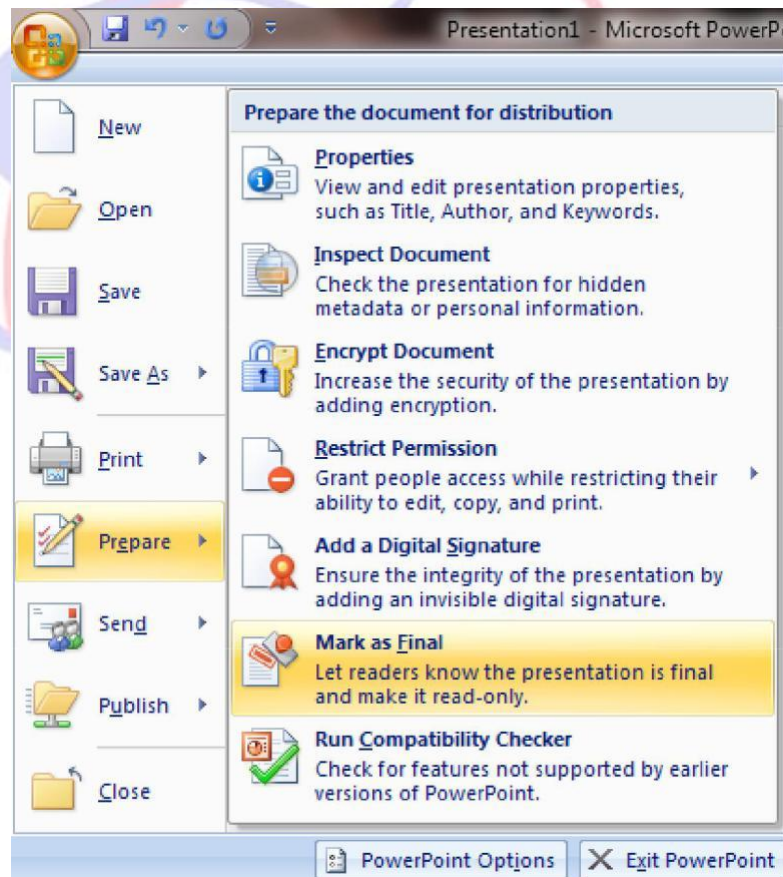 Presentation1 - Microsoft PowerP
New
Open
Save
Save As
Print
Prepare
Send
Publish
Close
Prepare the document for distribution
Properties
View and edit presentation properties,
such as Title, Author, and Keywords.
Inspect Document
Check the presentation for hidden
metadata or personal information.
Encrypt Document
Increase the security of the presentation by
adding encryption.
Restrict Permission
Grant people access while restricting their
ability to edit, copy, and print.
Add a Digital Signature
Ensure the integrity of the presentation by
adding an invisible digital signature.
Mark as Final
Let readers know the presentation is final
and make it read-only.
Run Compatibility Checker
Check for features not supported by earlier
versions of PowerPoint.
PowerPoint Options
Exit PowerPoint